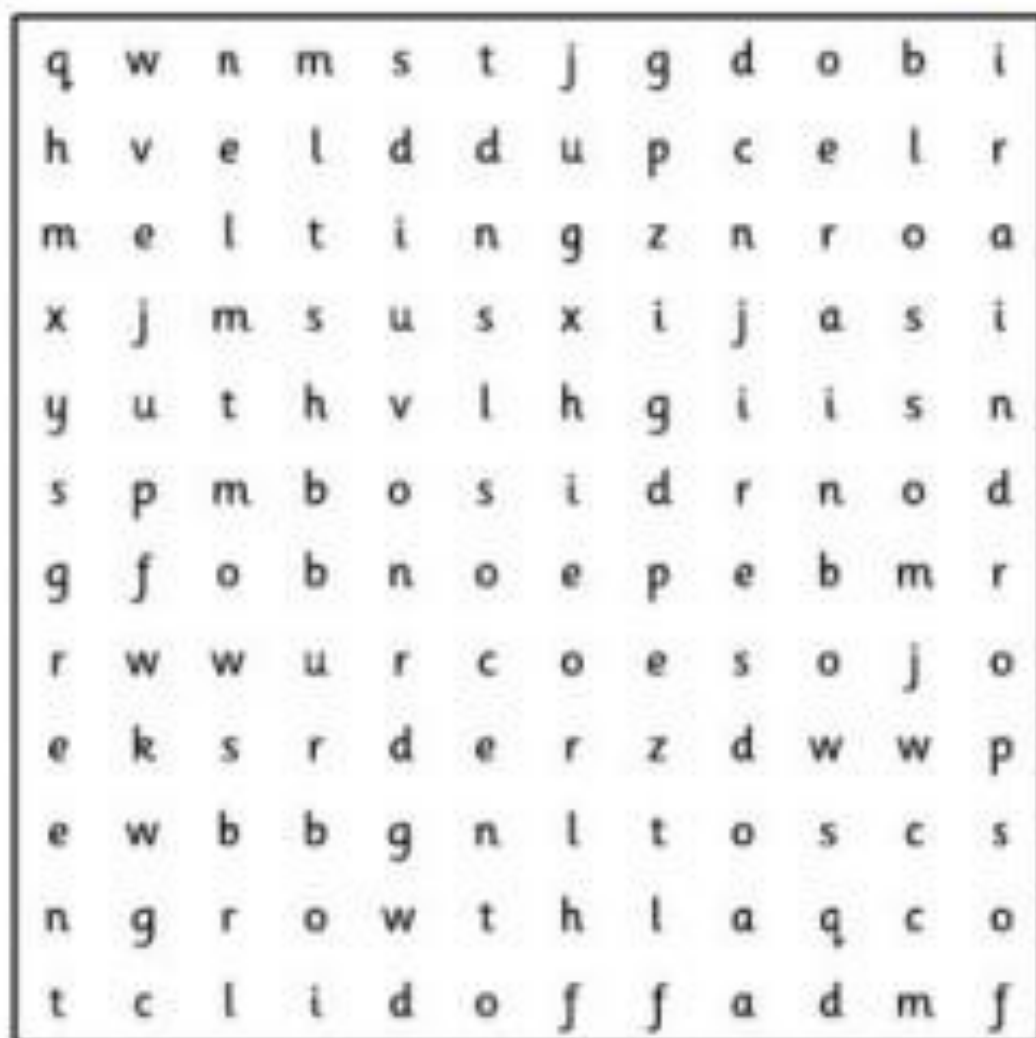 q w n m s t j g d o b i
h v e l d d u p c e l r
m e l t i n g z n r o a
x j m s u s x i j a s i
y u t h v l h g i i s n
s p m b o s i d r n o d
g f o b n o e p e b m r
r w w u r c o e s o j o
e k s r d e r z d w w p
e w b b g n l t o s c s
n g r o w t h l a q c o
t c l i d o f f a d m f